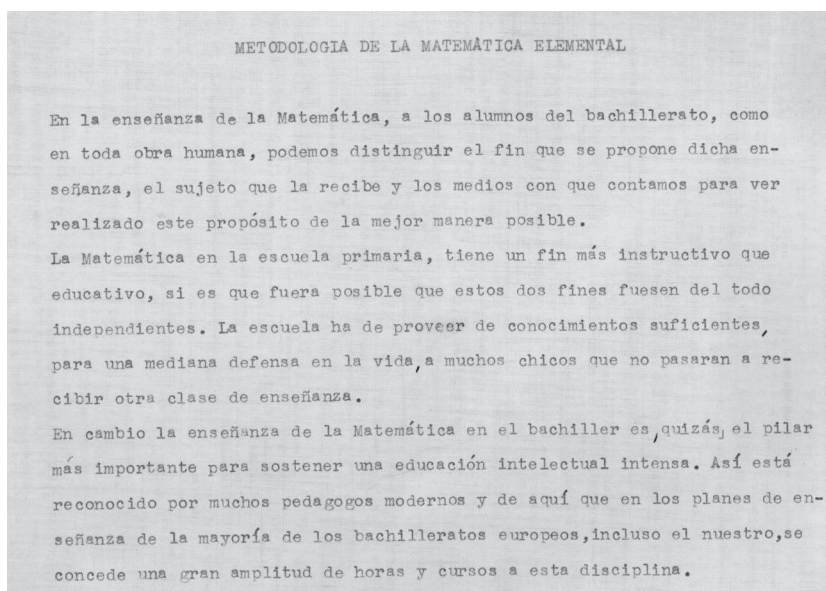 METODOLOGIA DE LA MATEMÁTICA ELEMENTAL
En la enseñanza de la Matemática, a los alumnos del bachillerato, como
en toda obra humana, podemos distinguir el fin que se propone dicha en-
señanza, el sujeto que la recibe y los medios con que contamos para ver
realizado este propósito de la mejor manera posible.
La Matemática en la escuela primaria, tiene un fin más instructivo que
educativo, si es que fuera posible que estos dos fines fuesen del todo
independientes. La escuela ha de proveer de conocimientos suficientes,
para una mediana defensa en la vida, a muchos chicos que no pasaran a re-
cibir otra clase de enseñanza.
En cambio la enseñanza de la Matemática en el bachiller es, quizás, el pilar
más importante para sostener una educación intelectual intensa. Así está
reconocido por muchos pedagogos modernos y de aquí que en los planes de en-
señanza de la mayoría de los bachilleratos europeos,incluso el nuestro,se
concede una gran amplitud de horas y cursos a esta disciplina.